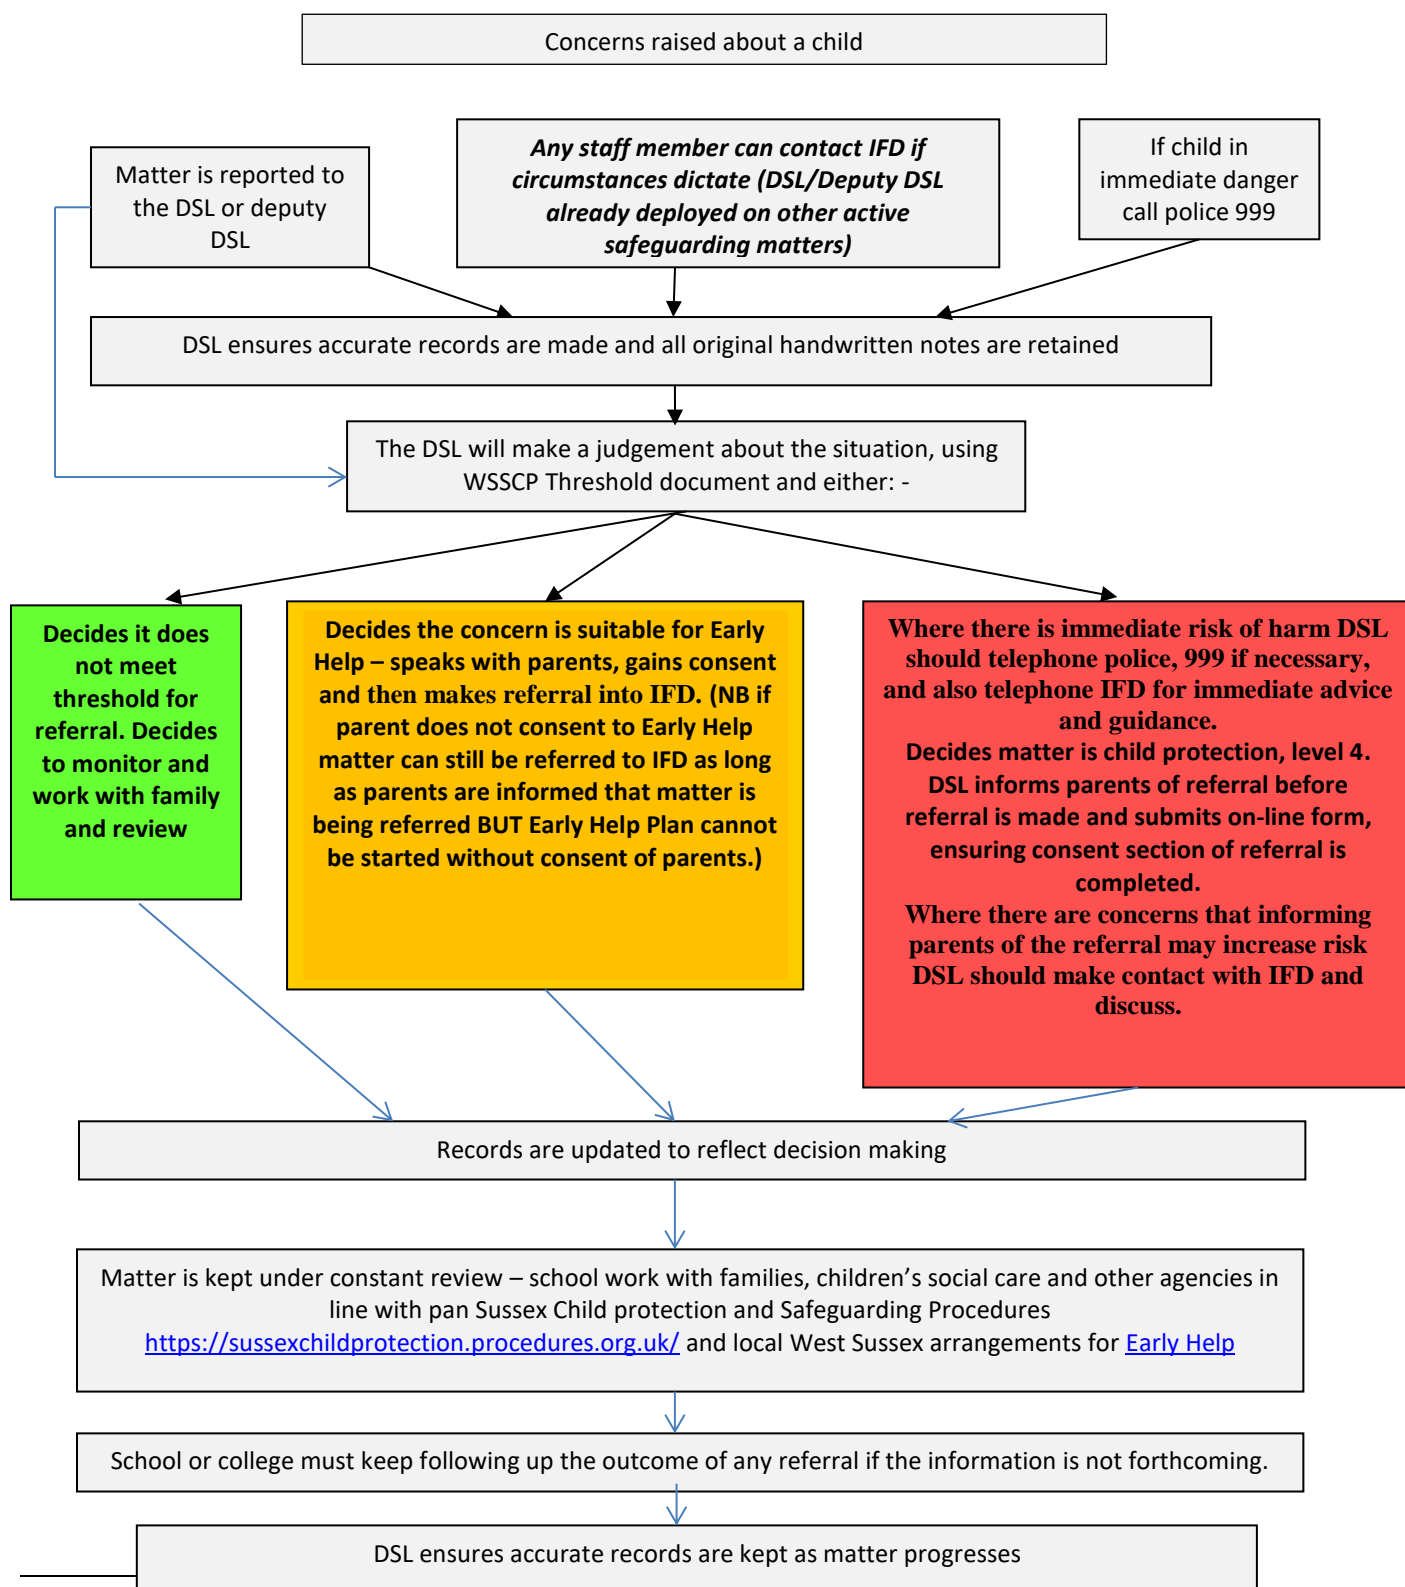 Concerns raised about a child
Matter is reported to
the DSL or deputy
DSL
Any staff member can contact IFD if
circumstances dictate (DSL/Deputy DSL
already deployed on other active
safeguarding matters)
If child in
immediate danger
call police 999
DSL ensures accurate records are made and all original handwritten notes are retained
The DSL will make a judgement about the situation, using
WSSCP Threshold document and either: -
Decides it does
not meet
threshold for
referral. Decides
to monitor and
work with family
and review
Decides the concern is suitable for Early
Help – speaks with parents, gains consent
and then makes referral into IFD. (NB if
parent does not consent to Early Help
matter can still be referred to IFD as long
as parents are informed that matter is
being referred BUT Early Help Plan cannot
be started without consent of parents.)
Where there is immediate risk of harm DSL
should telephone police, 999 if necessary,
and also telephone IFD for immediate advice
and guidance.
Decides matter is child protection, level 4.
DSL informs parents of referral before
referral is made and submits on-line form,
ensuring consent section of referral is
completed.
Where there are concerns that informing
parents of the referral may increase risk
DSL should make contact with IFD and
discuss.
Records are updated to reflect decision making
Matter is kept under constant review – school work with families, children’s social care and other agencies in
line with pan Sussex Child protection and Safeguarding Procedures
https://sussexchildprotection.procedures.org.uk/ and local West Sussex arrangements for Early Help
School or college must keep following up the outcome of any referral if the information is not forthcoming.
DSL ensures accurate records are kept as matter progresses